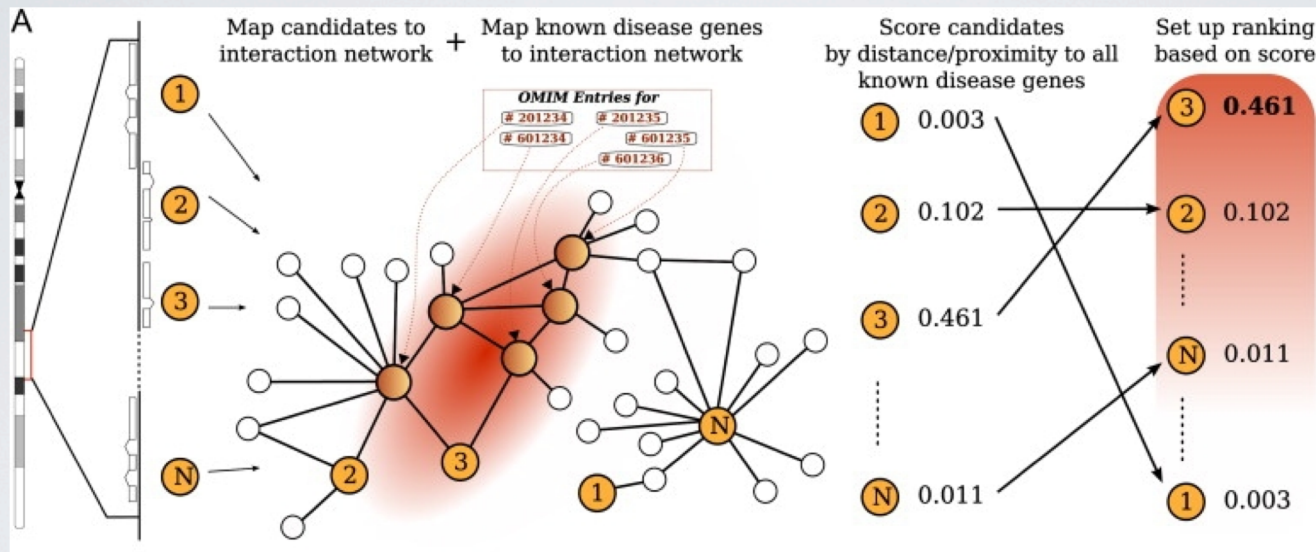 A
Map candidates to
interaction network
+
Map known disease genes
to interaction network
Score candidates
by distance/proximity to all
known disease genes
Set up ranking
based on score
OMIM Entries for
# 201234 # 201235
# 601234 # 601235
# 601236
1
2
3
N
2
3
1
N
1 0.003
2 0.102
3 0.461
N 0.011
3 0.461
2 0.102
N 0.011
1 0.003